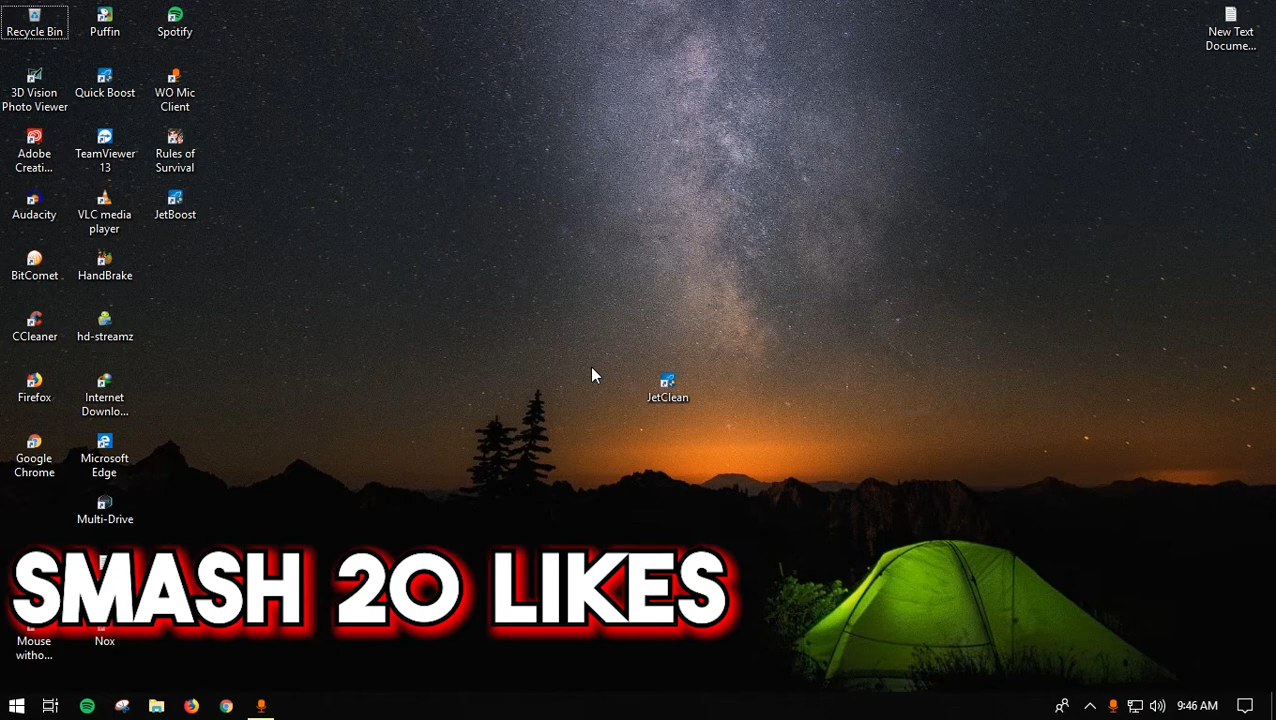 Recycle Bin
Puffin
Spotify
New Text
Docume...
3D Vision
Photo Viewer
Quick Boost
WO Mic
Client
Adobe
Creati...
TeamViewer
13
Rules of
Survival
Audacity
VLC media
player
JetBoost
BitComet
HandBrake
CCleaner
hd-streamz
JetClean
Firefox
Internet
Downlo...
Google
Chrome
Microsoft
Edge
Multi-Drive
SMASH 20 LIKES
Mouse
witho...
Nox
9:46 AM